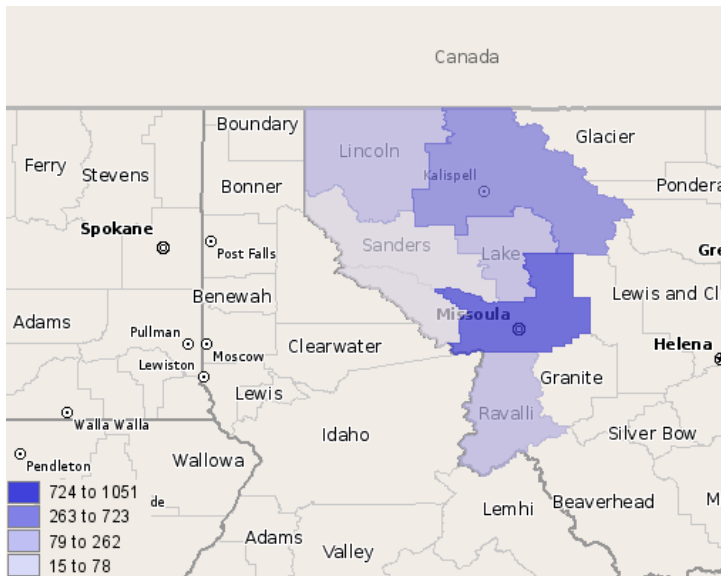 Canada
Boundary
Glacier
Lincoln
Ferry
Stevens
Kalispell
Bonner
Pondera
Spokane
Sanders
Lake
Post Falls
Gre
Benewah
Lewis and Cl
Adams
Missoula
Pullman
Moscow
Clearwater
Helena
Lewiston
Granite
Lewis
Ravalli
Walla Walla
Idaho
Silver Bow
Pendleton
Wallowa
724 to 1051
de
Lemhi
Beaverhead
M
263 to 723
Adams
79 to 262
Valley
15 to 78